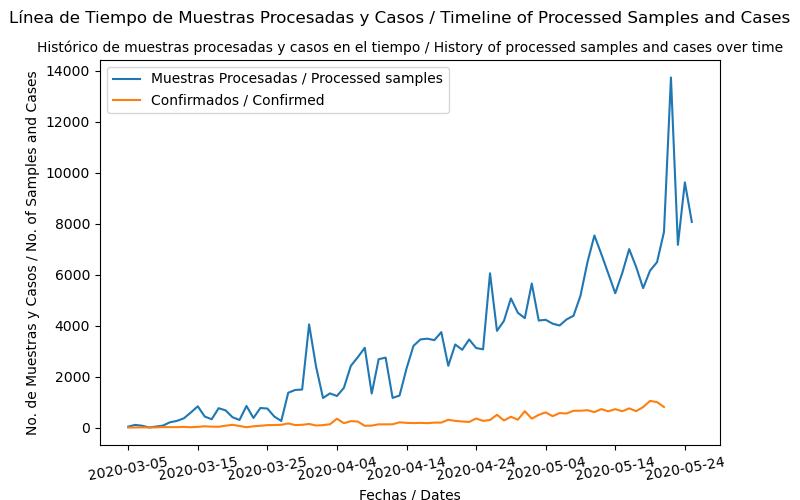 Línea de Tiempo de Muestras Procesadas y Casos / Timeline of Processed Samples and Cases
Histórico de muestras procesadas y casos en el tiempo / History of processed samples and cases over time
Muestras Procesadas / Processed samples
Confirmados / Confirmed
No. de Muestras y Casos / No. of Samples and Cases
14000
12000
10000
8000
6000
4000
2000
0
2020-03-05 2020-03-15 2020-03-25 2020-04-04 2020-04-14 2020-04-24 2020-05-04 2020-05-14 2020-05-24
Fechas / Dates